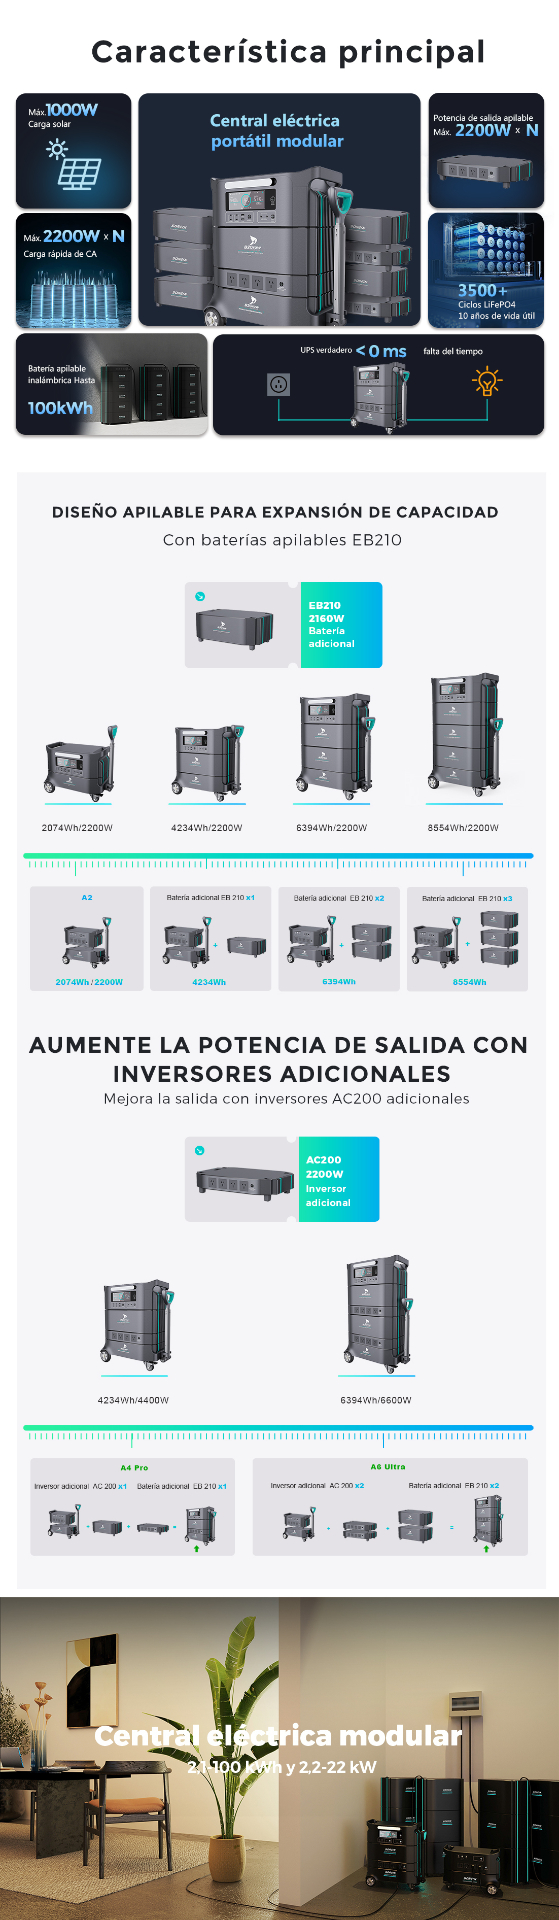 Característica principal
Máx.1000W
Carga solar
Central eléctrica
portátil modular
Potencia de salida apilable
Máx. 2200W x N
Máx. 2200W x N
Carga rápida de CA
3500+
Ciclos LiFePO4
10 años de vida útil
Batería apilable
inalámbrica Hasta
100kWh
UPS verdadero < 0 ms falta del tiempo
DISEÑO APILABLE PARA EXPANSIÓN DE CAPACIDAD
Con baterías apilables EB210
EB210
2160W
Batería
adicional
2074Wh/2200W
4234Wh/2200W
6394Wh/2200W
8554Wh/2200W
A2
Batería adicional EB 210 x1
Batería adicional EB 210 x2
Batería adicional EB 210 x3
2074Wh/2200W
4234Wh
6394Wh
8554Wh
AUMENTE LA POTENCIA DE SALIDA CON
INVERSORES ADICIONALES
Mejora la salida con inversores AC200 adicionales
AC200
2200W
Inversor
adicional
4234Wh/4400W
6394Wh/6600W
A4 Pro
Inversor adicional AC 200 x1 Batería adicional EB 210 x1
A6 Ultra
Inversor adicional AC 200 x2 Batería adicional EB 210 x2
Central eléctrica modular
2,1-100 kWh y 2,2-22 kW